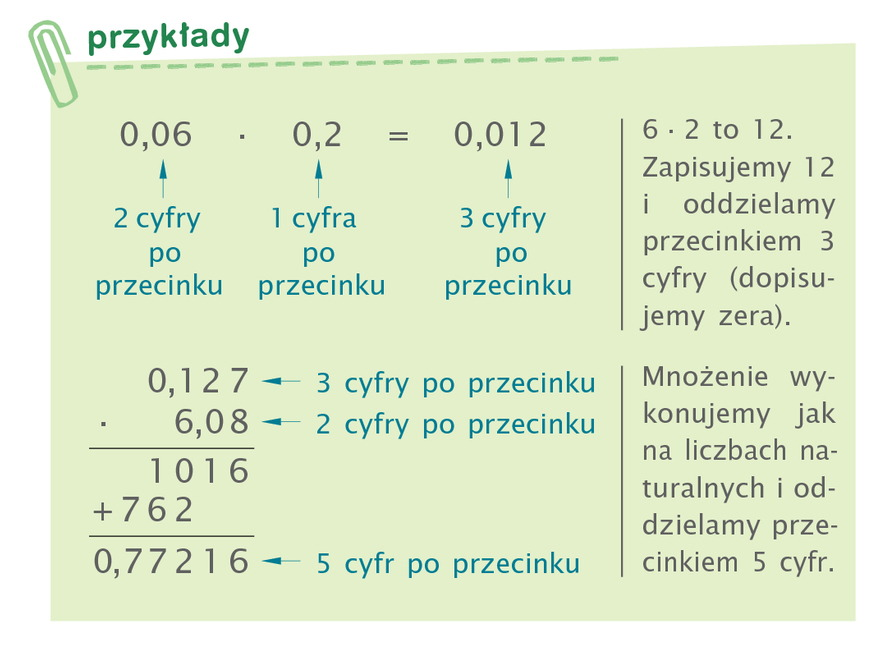 przykłady
0,06 · 0,2 = 0,012
2 cyfry po przecinku
1 cyfra po przecinku
3 cyfry po przecinku
6 · 2 to 12.
Zapisujemy 12
i oddzielamy
przecinkiem 3
cyfry (dopisu-
jemy zera).
0,127 3 cyfry po przecinku
· 6,08 2 cyfry po przecinku
1016
+762
0,77216 5 cyfr po przecinku
Mnożenie wy-
konujemy jak
na liczbach na-
turalnych i od-
dzielamy prze-
cinkiem 5 cyfr.